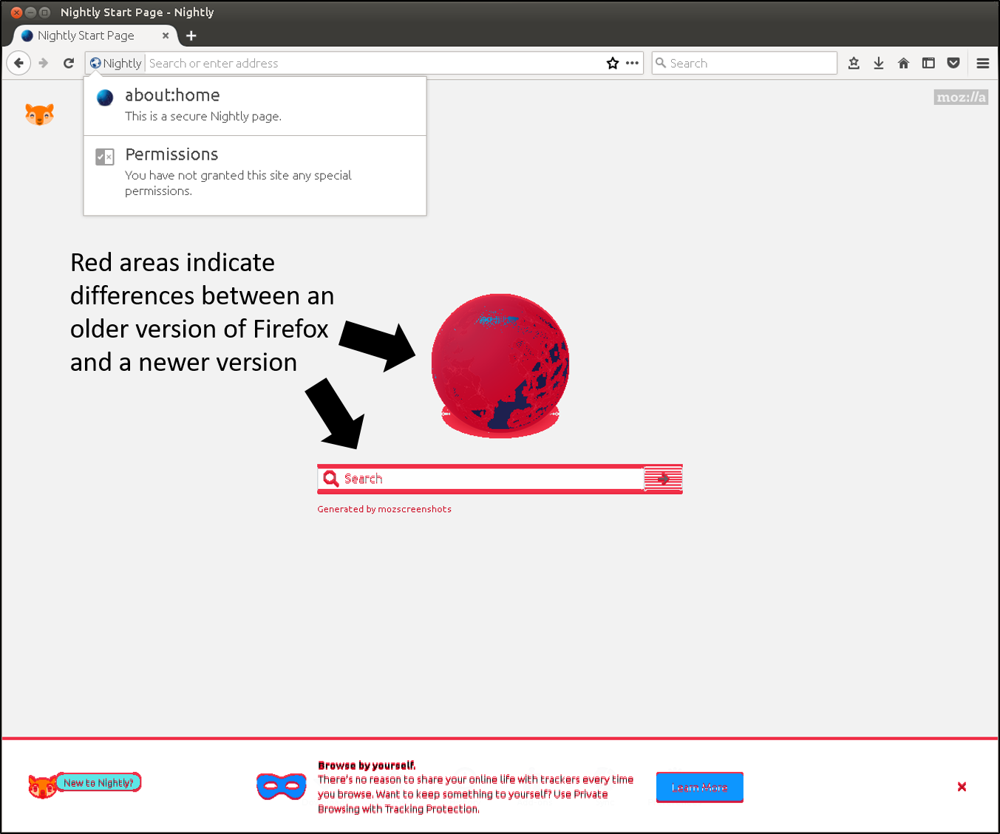 Nightly Start Page - Nightly
Nightly Start Page
Nightly Search or enter address Search
moz://a
about:home
This is a secure Nightly page.
Permissions
You have not granted this site any special
permissions.
Red areas indicate
differences between an
older version of Firefox
and a newer version
Search
Generated by mozscreenshots
New to Nightly?
Browse by yourself.
There's no reason to share your online life with trackers every time
you browse. Want to keep something to yourself? Use Private
Browsing with Tracking Protection.
Learn More